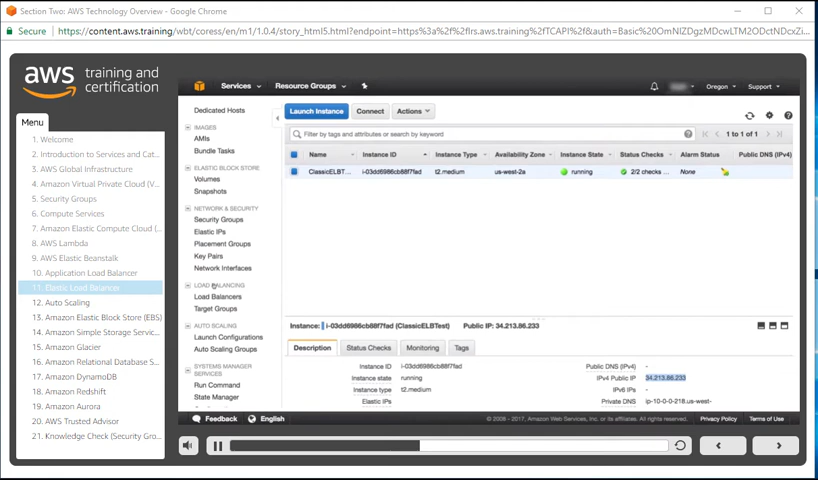 Section Two: AWS Technology Overview - Google Chrome
Secure
aws training and certification
Menu
1. Welcome
2. Introduction to Services and Cat...
3. AWS Global Infrastructure
4. Amazon Virtual Private Cloud (V...
5. Security Groups
6. Compute Services
7. Amazon Elastic Compute Cloud (...
8. AWS Lambda
9. AWS Elastic Beanstalk
10. Application Load Balancer
11. Elastic Load Balancer
12. Auto Scaling
13. Amazon Elastic Block Store (EBS)
14. Amazon Simple Storage Servic...
15. Amazon Glacier
16. Amazon Relational Database S...
17. Amazon DynamoDB
18. Amazon Redshift
19. Amazon Aurora
20. AWS Trusted Advisor
21. Knowledge Check (Security Gro...
Services
Resource Groups
Oregon
Support
Dedicated Hosts
IMAGES
AMIs
Bundle Tasks
ELASTIC BLOCK STORE
Volumes
Snapshots
NETWORK & SECURITY
Security Groups
Elastic IPs
Placement Groups
Key Pairs
Network Interfaces
LOAD BALANCING
Load Balancers
Target Groups
AUTO SCALING
Launch Configurations
Auto Scaling Groups
SYSTEMS MANAGER SERVICES
Run Command
State Manager
Launch Instance
Connect
Actions
Filter by tags and attributes or search by keyword
1 to 1 of 1
Name Instance ID Instance Type Availability Zone Instance State Status Checks Alarm Status Public DNS (IPv4)
ClassicELBT... i-03dd6986cb88f7fad t2.medium us-west-2a running 2/2 checks ... None
Instance: i-03dd6986cb88f7fad (ClassicELBTest) Public IP: 34.213.86.233
Description Status Checks Monitoring Tags
Instance ID i-03dd6986cb88f7fad Public DNS (IPv4) -
Instance state running IPv4 Public IP 34.213.86.233
Instance type t2.medium IPv6 IPs -
Elastic IPs Private DNS ip-10-0-0-218.us-west-
Feedback
English
© 2008 - 2017, Amazon Web Services, Inc. or its affiliates. All rights reserved.
Privacy Policy
Terms of Use